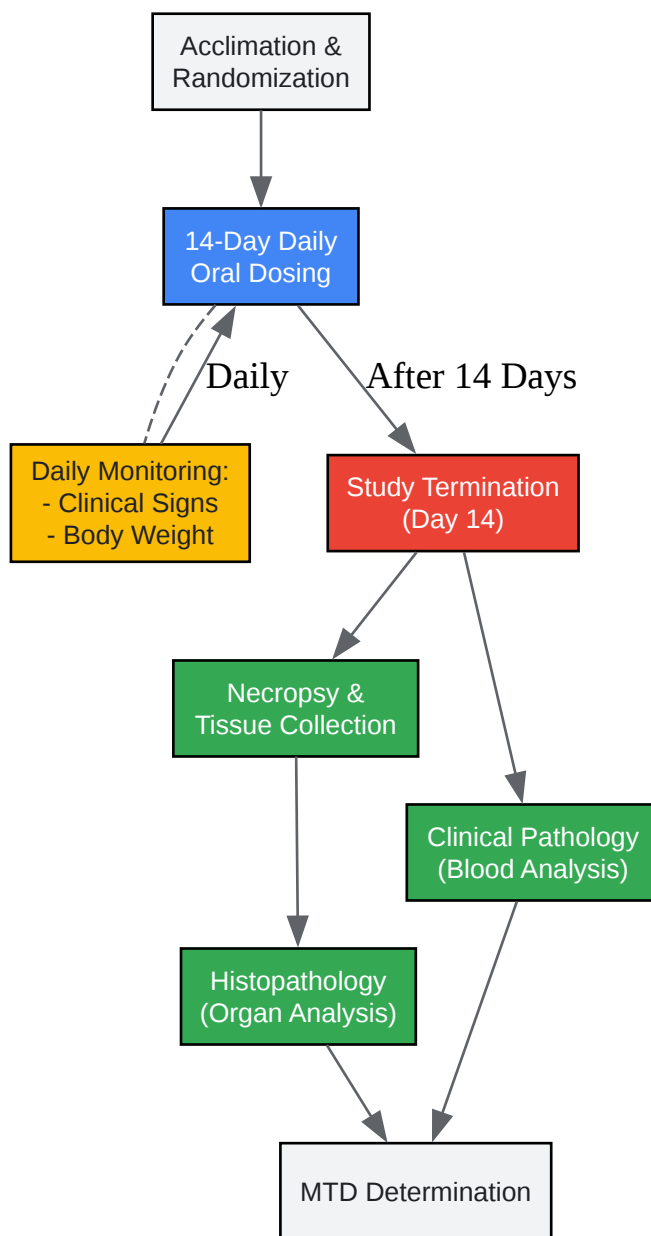 Acclimation &
Randomization
14-Day Daily
Oral Dosing
Daily
After 14 Days
Daily Monitoring:
- Clinical Signs
- Body Weight
Study Termination
(Day 14)
Necropsy &
Tissue Collection
Clinical Pathology
(Blood Analysis)
Histopathology
(Organ Analysis)
MTD Determination